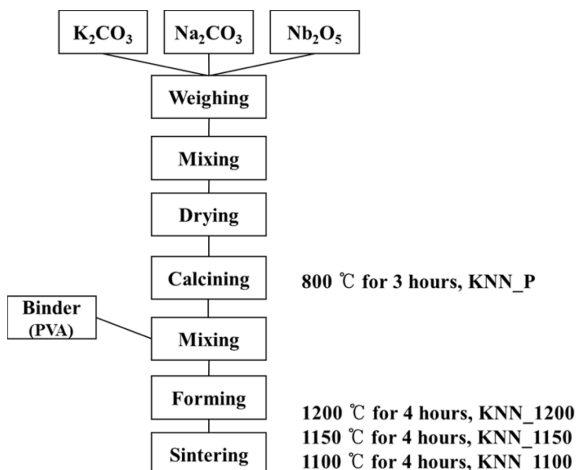 K₂CO₃ Na₂CO₃ Nb₂O₅
Weighing
Mixing
Drying
Calcining
800 ℃ for 3 hours, KNN_P
Binder
(PVA)
Mixing
Forming
Sintering
1200 ℃ for 4 hours, KNN_1200
1150 ℃ for 4 hours, KNN_1150
1100 ℃ for 4 hours, KNN_1100